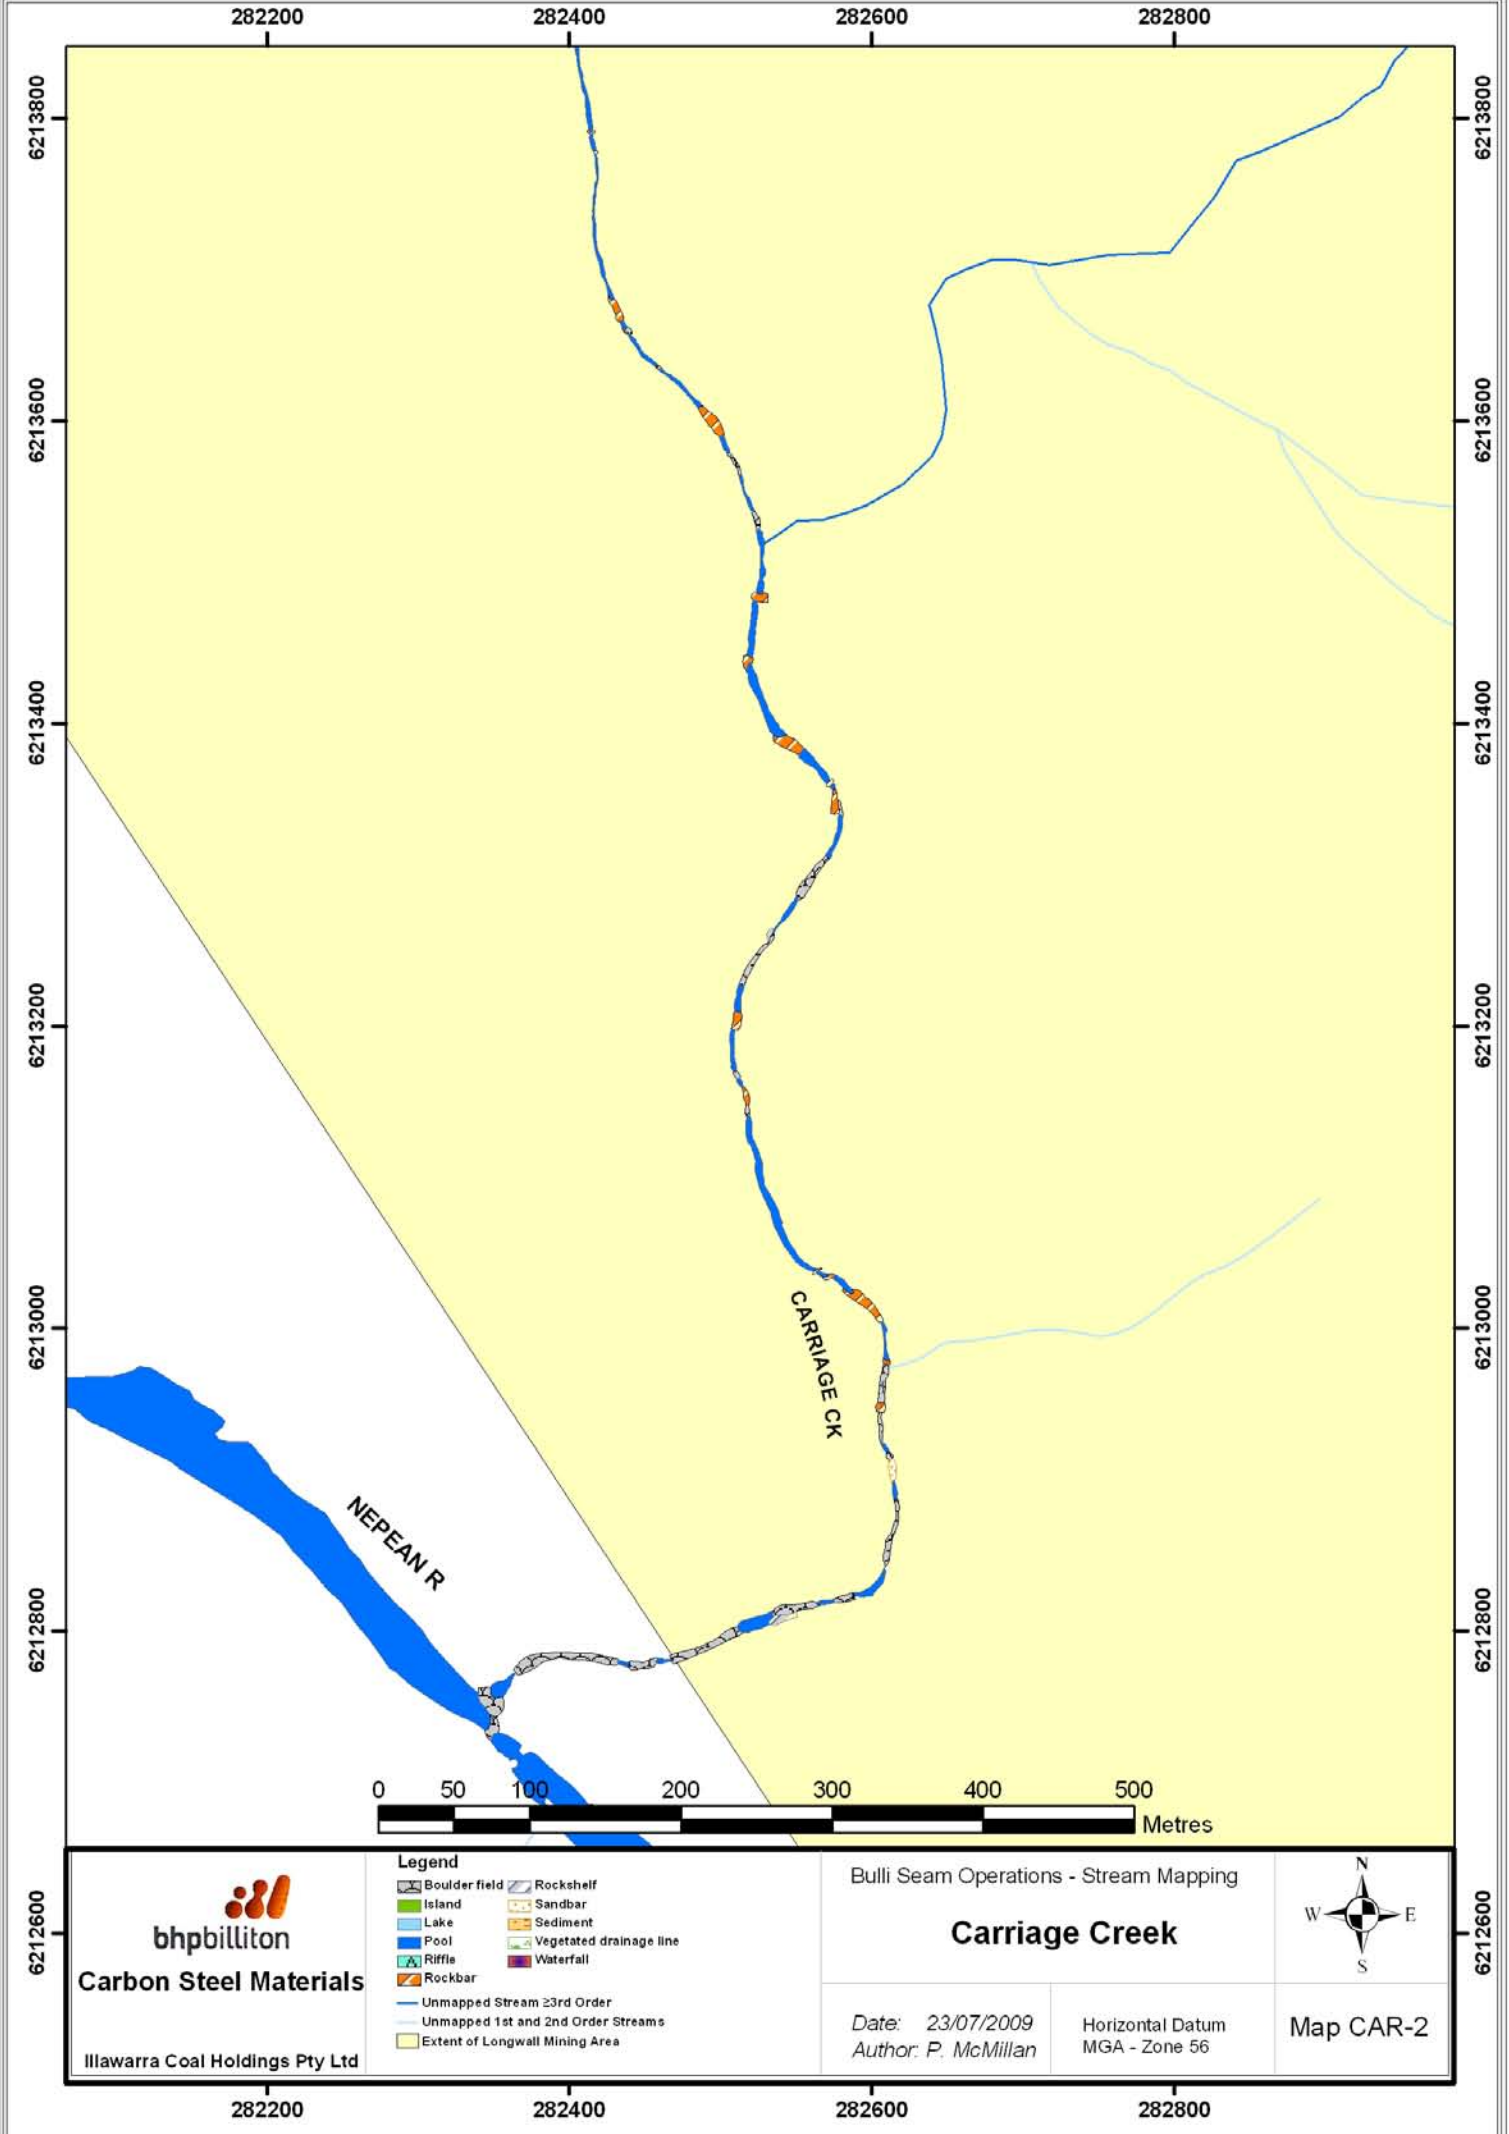 282200 282400 282600 282800
6213800 6213800
6213600 6213600
6213400 6213400
6213200 6213200
6213000 6213000
CARRIAGE CK
NEPEAN R
6212800 6212800
0 50 100 200 300 400 500
Metres
6212600 6212600
bhpbilliton
Carbon Steel Materials
Illawarra Coal Holdings Pty Ltd
Legend
Boulder field
Island
Lake
Pool
Riffle
Rockbar
Rockshelf
Sandbar
Sediment
Vegetated drainage line
Waterfall
Unmapped Stream ≥3rd Order
Unmapped 1st and 2nd Order Streams
Extent of Longwall Mining Area
Bulli Seam Operations - Stream Mapping
Carriage Creek
Date: 23/07/2009
Author: P. McMillan
Horizontal Datum
MGA - Zone 56
N
W E
S
Map CAR-2
282200 282400 282600 282800